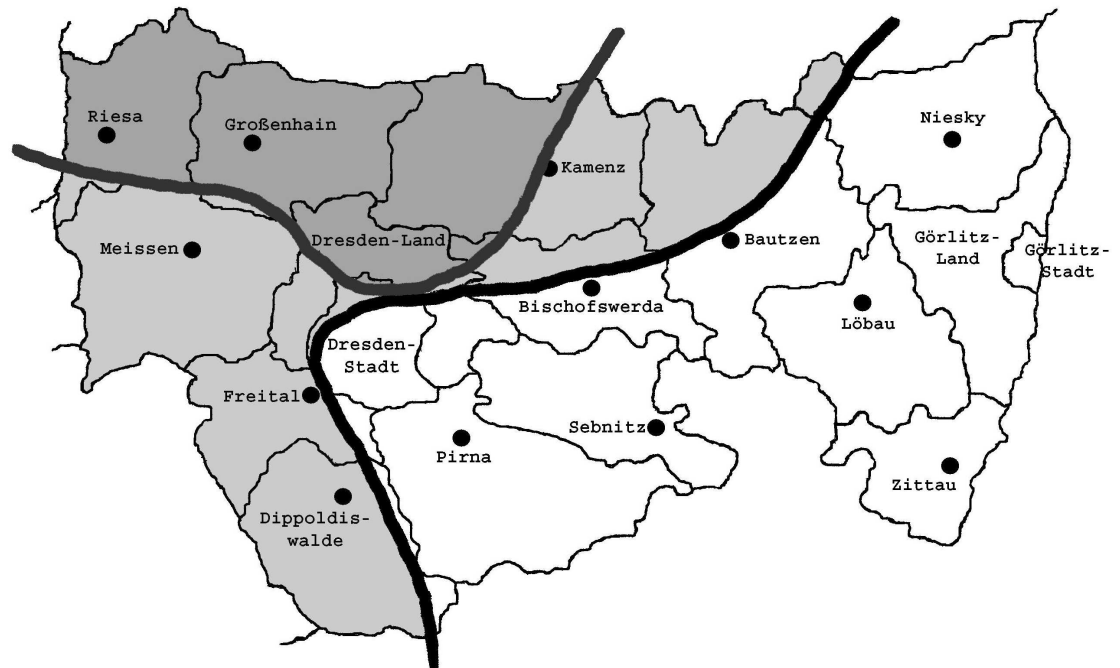 Riesa
Großenhain
Niesky
Kamenz
Meissen
Dresden-Land
Bautzen
Görlitz-
Land
Görlitz-
Stadt
Bischofswerda
Löbau
Dresden-
Stadt
Freital
Sebnitz
Pirna
Zittau
Dippoldis-
walde